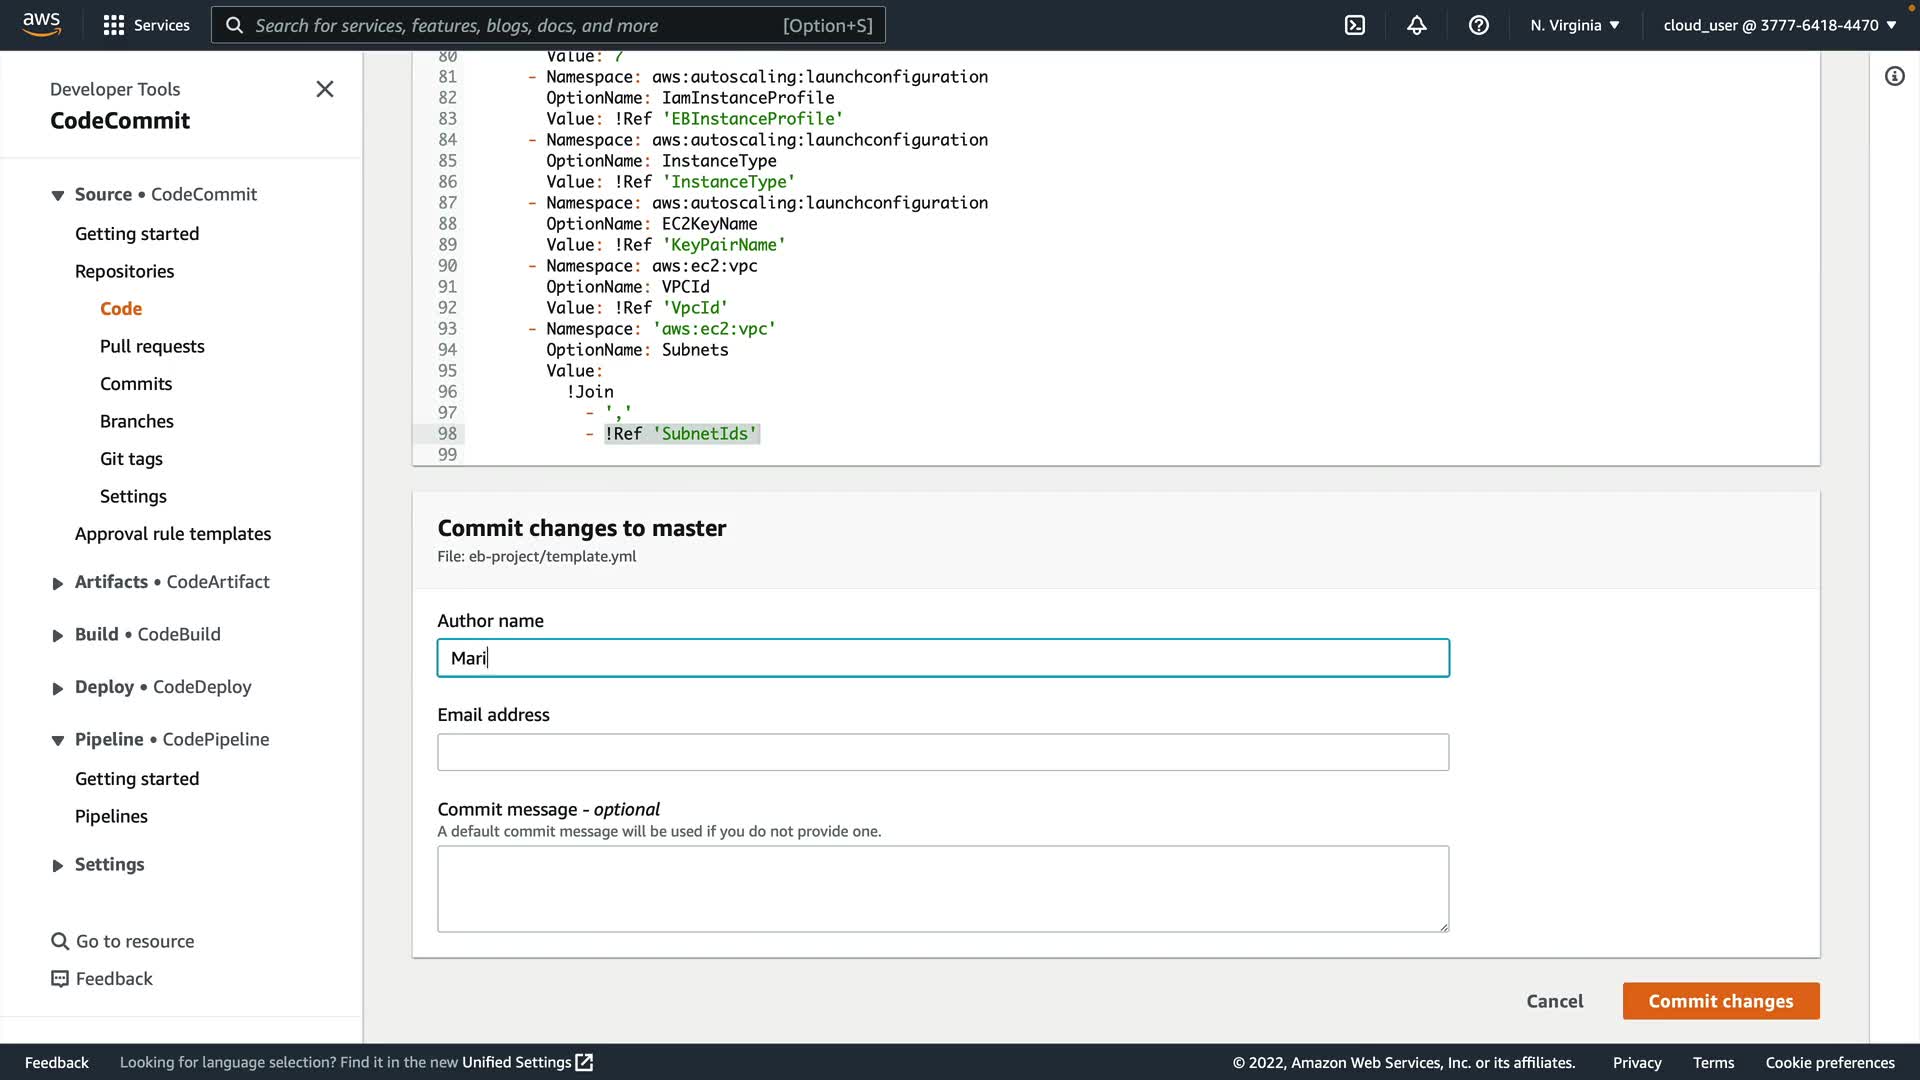 aws
Services
Search for services, features, blogs, docs, and more [Option+S]
N. Virginia
cloud_user @ 3777-6418-4470
Developer Tools
CodeCommit
Source • CodeCommit
Getting started
Repositories
Code
Pull requests
Commits
Branches
Git tags
Settings
Approval rule templates
Artifacts • CodeArtifact
Build • CodeBuild
Deploy • CodeDeploy
Pipeline • CodePipeline
Getting started
Pipelines
Settings
Go to resource
Feedback
80 Value: 7
81 - Namespace: aws:autoscaling:launchconfiguration
82 OptionName: IamInstanceProfile
83 Value: !Ref 'EBInstanceProfile'
84 - Namespace: aws:autoscaling:launchconfiguration
85 OptionName: InstanceType
86 Value: !Ref 'InstanceType'
87 - Namespace: aws:autoscaling:launchconfiguration
88 OptionName: EC2KeyName
89 Value: !Ref 'KeyPairName'
90 - Namespace: aws:ec2:vpc
91 OptionName: VPCId
92 Value: !Ref 'VpcId'
93 - Namespace: 'aws:ec2:vpc'
94 OptionName: Subnets
95 Value:
96 !Join
97 - ','
98 - !Ref 'SubnetIds'
99
Commit changes to master
File: eb-project/template.yml
Author name
Mari
Email address
Commit message - optional
A default commit message will be used if you do not provide one.
Cancel
Commit changes
Feedback
Looking for language selection? Find it in the new Unified Settings
© 2022, Amazon Web Services, Inc. or its affiliates.
Privacy
Terms
Cookie preferences